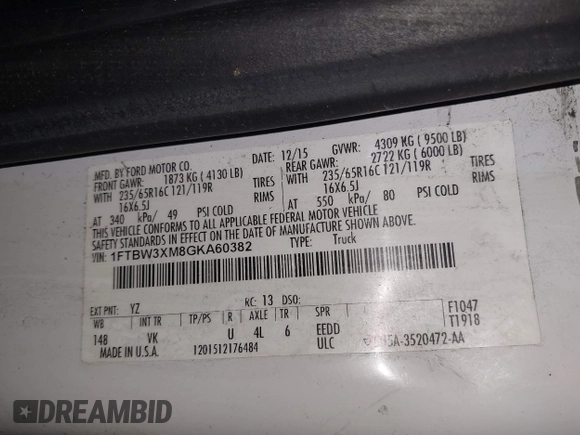 MFD. BY FORD MOTOR CO.
DATE: 12/15 GVWR: 4309 KG ( 9500 LB)
FRONT GAWR: 1873 KG ( 4130 LB) REAR GAWR: 2722 KG ( 6000 LB)
WITH 235/65R16C 121/119R TIRES WITH 235/65R16C 121/119R TIRES
16X6.5J RIMS 16X6.5J RIMS
AT 340 kPa/ 49 PSI COLD AT 550 kPa/ 80 PSI COLD
THIS VEHICLE CONFORMS TO ALL APPLICABLE FEDERAL MOTOR VEHICLE
SAFETY STANDARDS IN EFFECT ON THE DATE OF MANUFACTURE SHOWN ABOVE.
VIN: 1FTBW3XM8GKA60382 TYPE: Truck
EXT PNT: YZ RC: 13 DSO: F1047
WB INT TR TP/PS R AXLE TR SPR T1918
148 VK U 4L 6 EEDD
MADE IN U.S.A. 1201512176484 ULC 5A-3520472-AA
DREAMBID